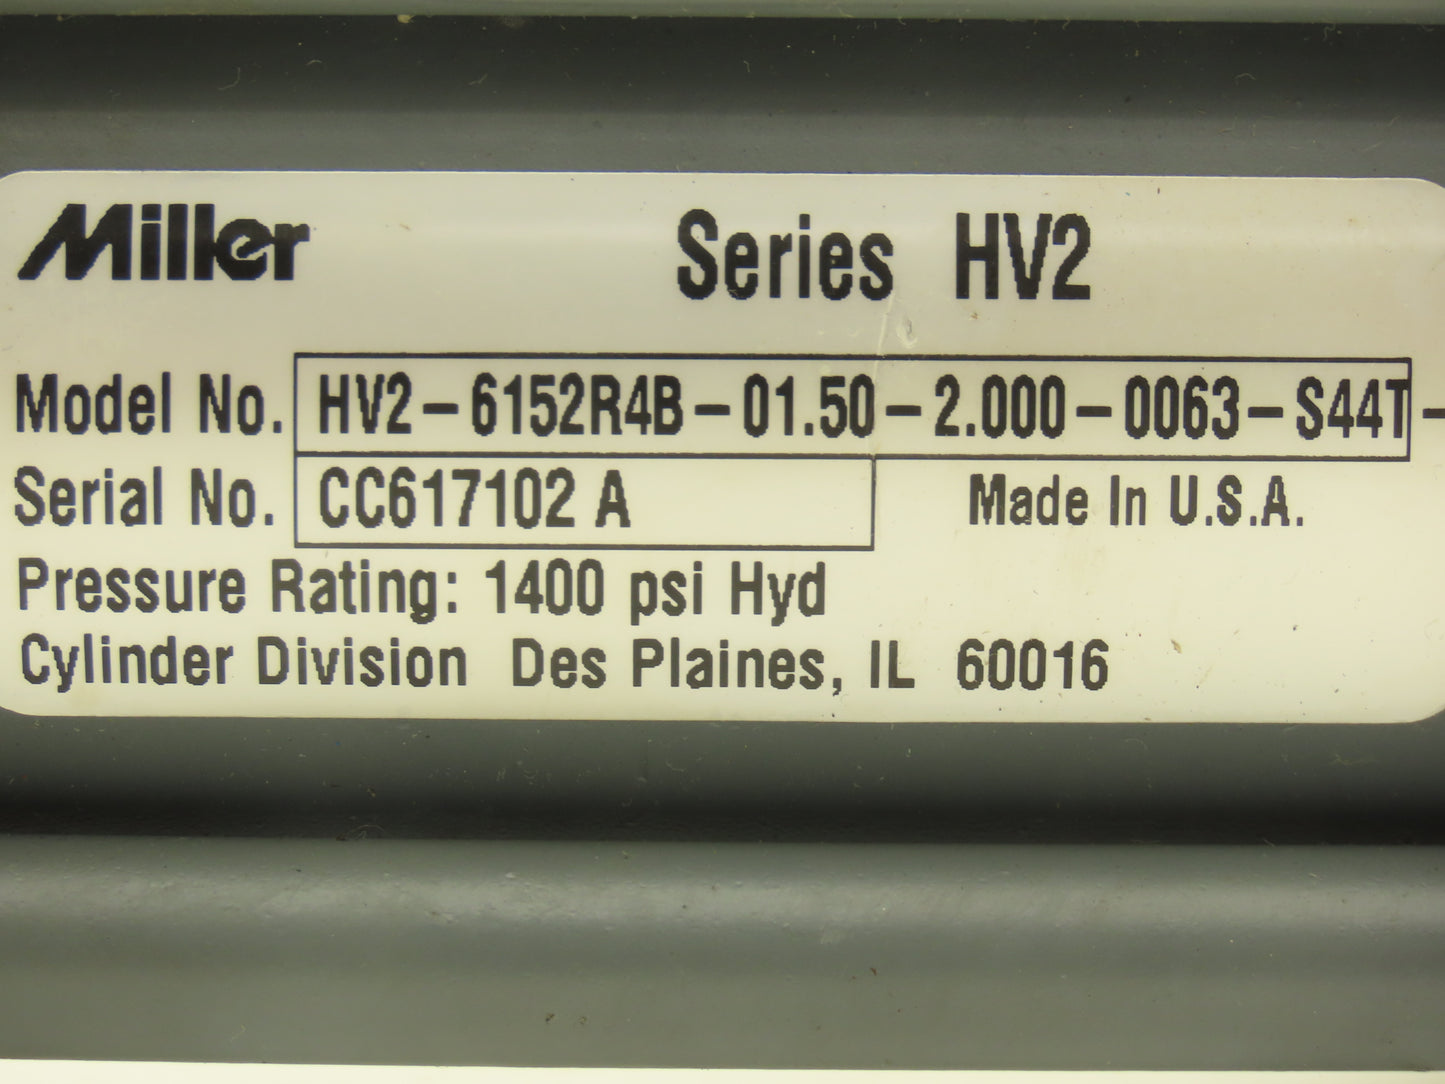 Miller Series HV2
Model No. HV2-6152R4B-01.50-2.000-0063-S44T-
Serial No. CC617102 A Made In U.S.A.
Pressure Rating: 1400 psi Hyd
Cylinder Division Des Plaines, IL 60016